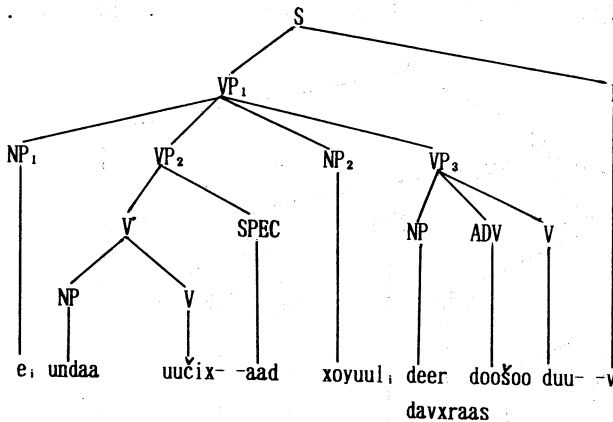 S
VP₁
NP₁ VP₂ NP₂ VP₃
V' SPEC NP ADV V
NP V
eᵢ undaa uučix- -aad xoyuulᵢ deer doošoo duu- -v
davxraas